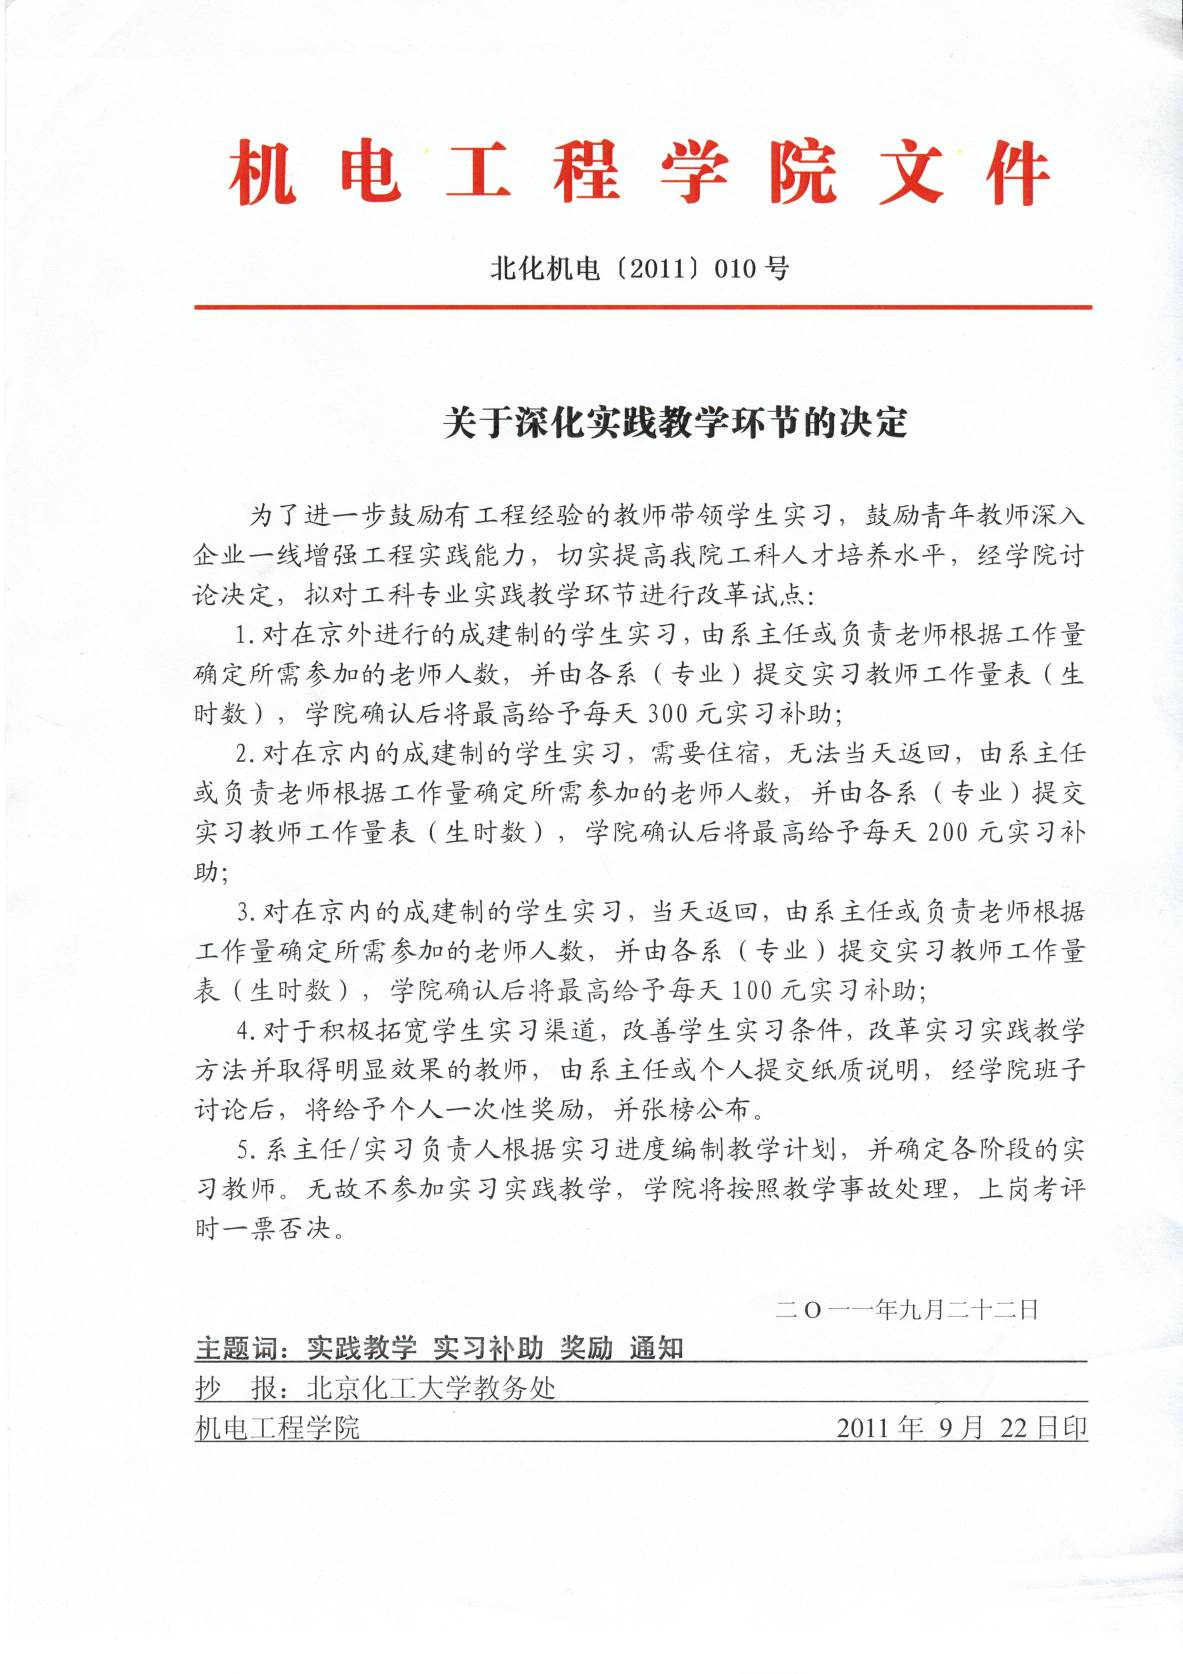 机电工程学院文件
北化机电〔2011〕010号
关于深化实践教学环节的决定
为了进一步鼓励有工程经验的教师带领学生实习，鼓励青年教师深入
企业一线增强工程实践能力，切实提高我院工科人才培养水平，经学院讨
论决定，拟对工科专业实践教学环节进行改革试点：
1.对在京外进行的成建制的学生实习，由系主任或负责老师根据工作量
确定所需参加的老师人数，并由各系（专业）提交实习教师工作量表（生
时数），学院确认后将最高给予每天300元实习补助；
2.对在京内的成建制的学生实习，需要住宿，无法当天返回，由系主任
或负责老师根据工作量确定所需参加的老师人数，并由各系（专业）提交
实习教师工作量表（生时数），学院确认后将最高给予每天200元实习补
助；
3.对在京内的成建制的学生实习，当天返回，由系主任或负责老师根据
工作量确定所需参加的老师人数，并由各系（专业）提交实习教师工作量
表（生时数），学院确认后将最高给予每天100元实习补助；
4.对于积极拓宽学生实习渠道，改善学生实习条件，改革实习实践教学
方法并取得明显效果的教师，由系主任或个人提交纸质说明，经学院班子
讨论后，将给予个人一次性奖励，并张榜公布。
5.系主任/实习负责人根据实习进度编制教学计划，并确定各阶段的实
习教师。无故不参加实习实践教学，学院将按照教学事故处理，上岗考评
时一票否决。
二O一一年九月二十二日
主题词：实践教学 实习补助 奖励 通知
抄 报：北京化工大学教务处
机电工程学院 2011年 9月 22日印